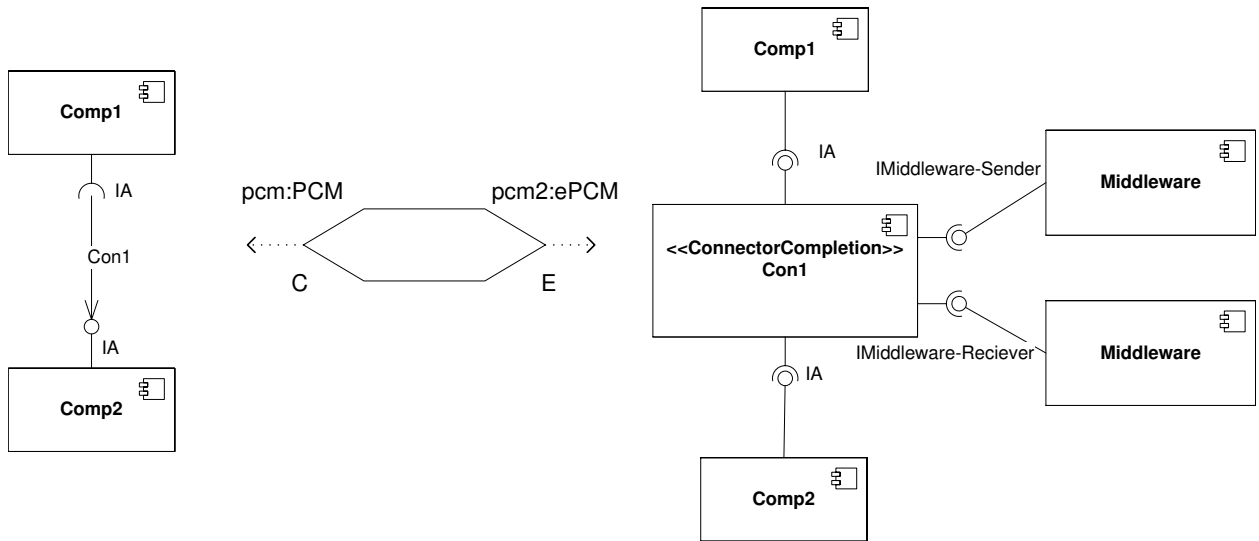 Comp1
IA
Con1
IA
Comp2
pcm:PCM
pcm2:ePCM
C
E
Comp1
IA
IMiddleware-Sender
Middleware
<<ConnectorCompletion>>
Con1
IMiddleware-Reciever
Middleware
IA
Comp2